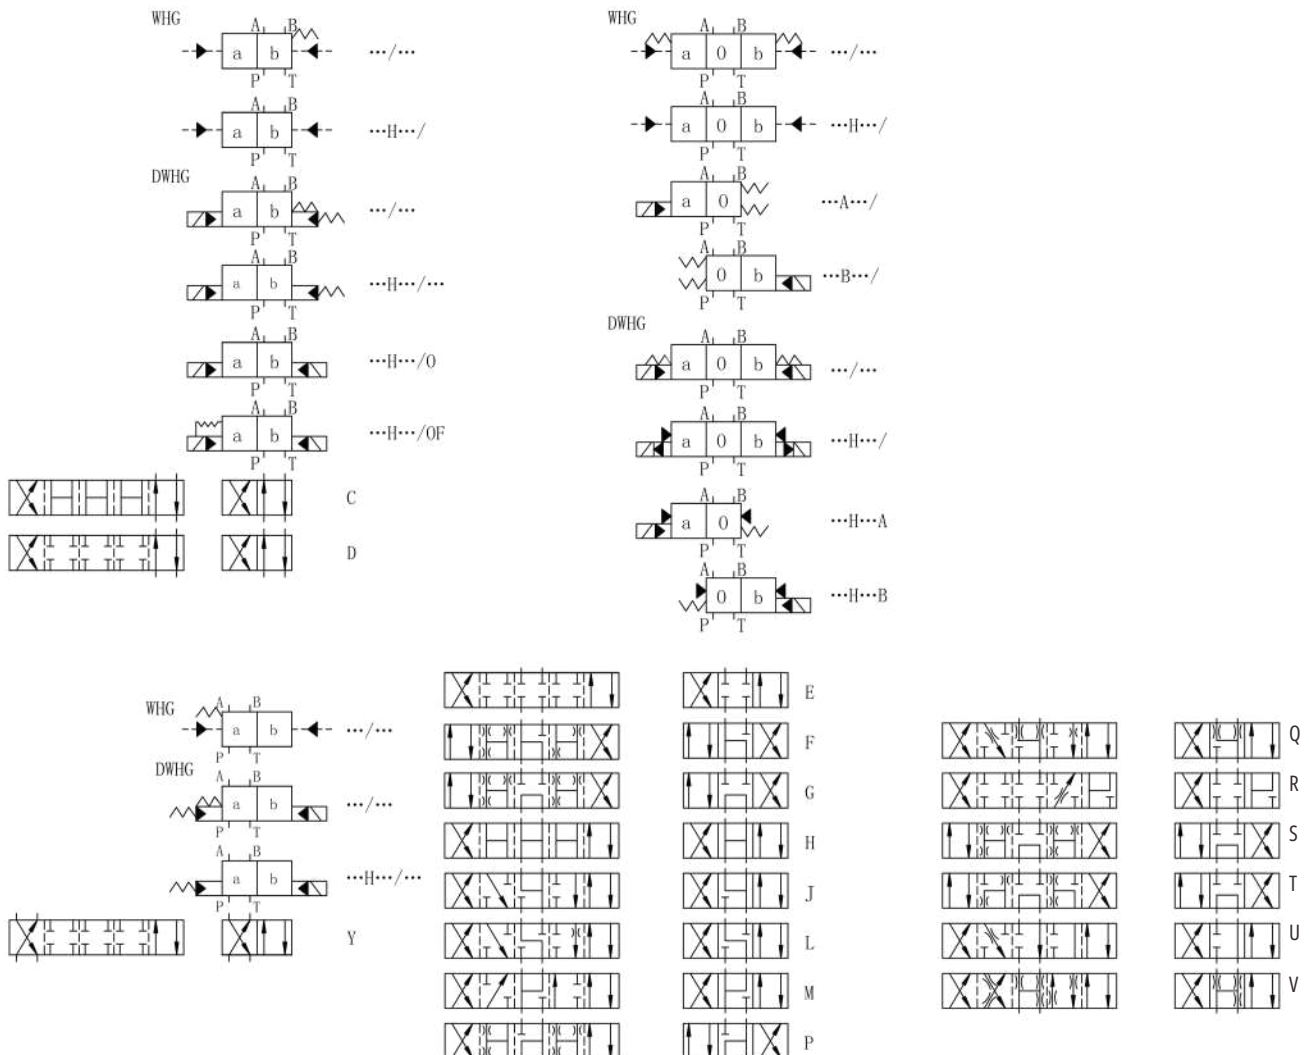 WHG
A B
a b …/…
P T
A B
a b …H…/
P T
DWHG
A B
a b …/…
P T
A B
a b …H…/…
P T
A B
a b …H…/O
P T
A B
a b …H…/OF
P T
C
D
WHG
A B
a 0 b …/…
P T
A B
a 0 b …H…/
P T
A B
a 0 …A…/
P T
A B
0 b …B…/
P T
DWHG
A B
a 0 b …/…
P T
A B
a 0 b …H…/
P T
A B
a 0 …H…A
P T
A B
0 b …H…B
P T
WHG
A B
a b …/…
P T
DWHG
A B
a b …/…
P T
A B
a b …H…/…
P T
Y
E
F
G
H
J
L
M
P
Q
R
S
T
U
V